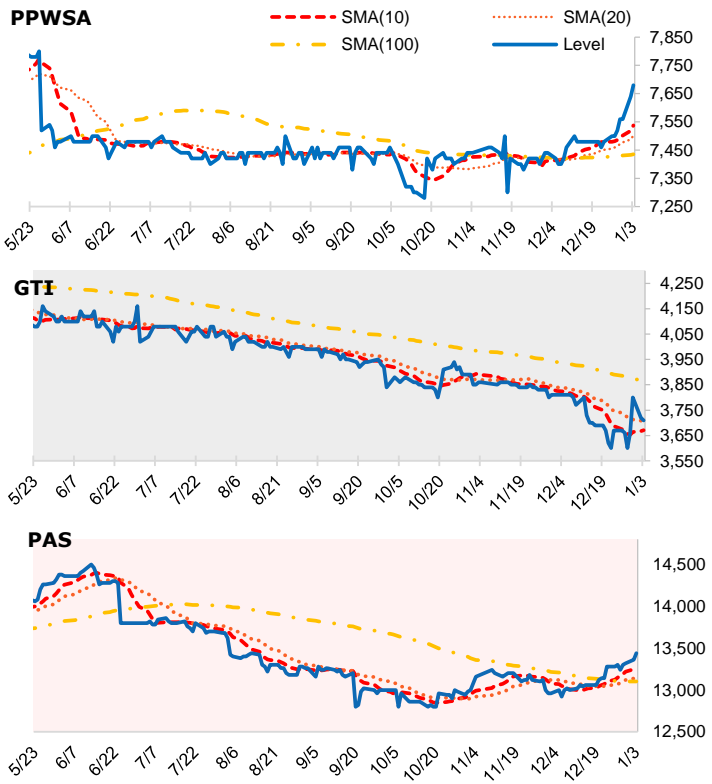 PPWSA
SMA(10) SMA(20)
SMA(100) Level
7,850
7,750
7,650
7,550
7,450
7,350
7,250
5/23 6/7 6/22 7/7 7/22 8/6 8/21 9/5 9/20 10/5 10/20 11/4 11/19 12/4 12/19 1/3
GTI
4,250
4,150
4,050
3,950
3,850
3,750
3,650
3,550
5/23 6/7 6/22 7/7 7/22 8/6 8/21 9/5 9/20 10/5 10/20 11/4 11/19 12/4 12/19 1/3
PAS
14,500
14,000
13,500
13,000
12,500
5/23 6/7 6/22 7/7 7/22 8/6 8/21 9/5 9/20 10/5 10/20 11/4 11/19 12/4 12/19 1/3